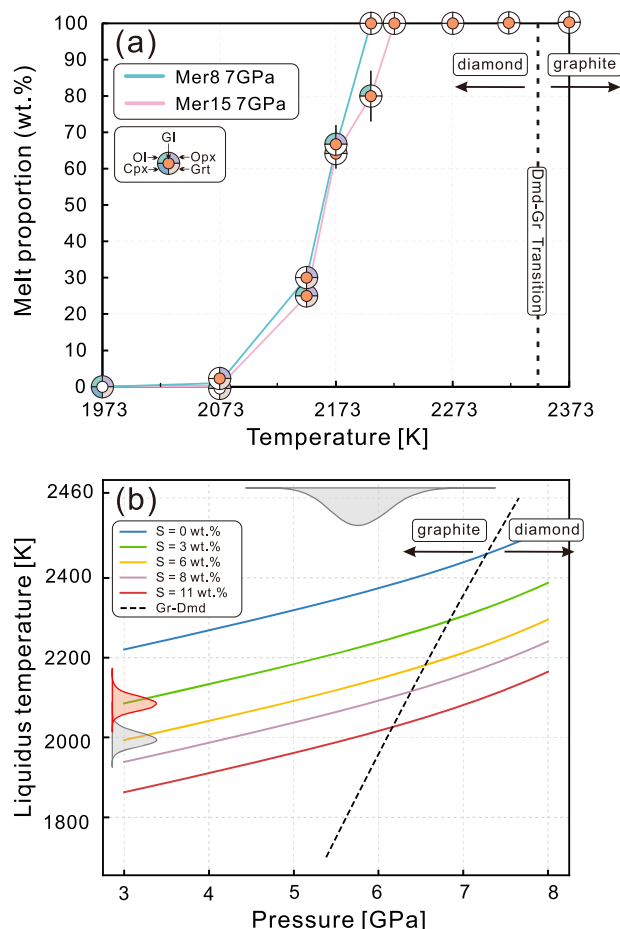 (a)
Melt proportion (wt.%)
100
90
80
70
60
50
40
30
20
10
0
Mer8 7GPa
Mer15 7GPa
Gl
Ol
Opx
Cpx
Grt
diamond
graphite
Dmd-Gr Transition
1973
2073
2173
2273
2373
Temperature [K]
(b)
Liquidus temperature [K]
2460
2400
2200
2000
1800
S = 0 wt.%
S = 3 wt.%
S = 6 wt.%
S = 8 wt.%
S = 11 wt.%
Gr-Dmd
graphite
diamond
3
4
5
6
7
8
Pressure [GPa]